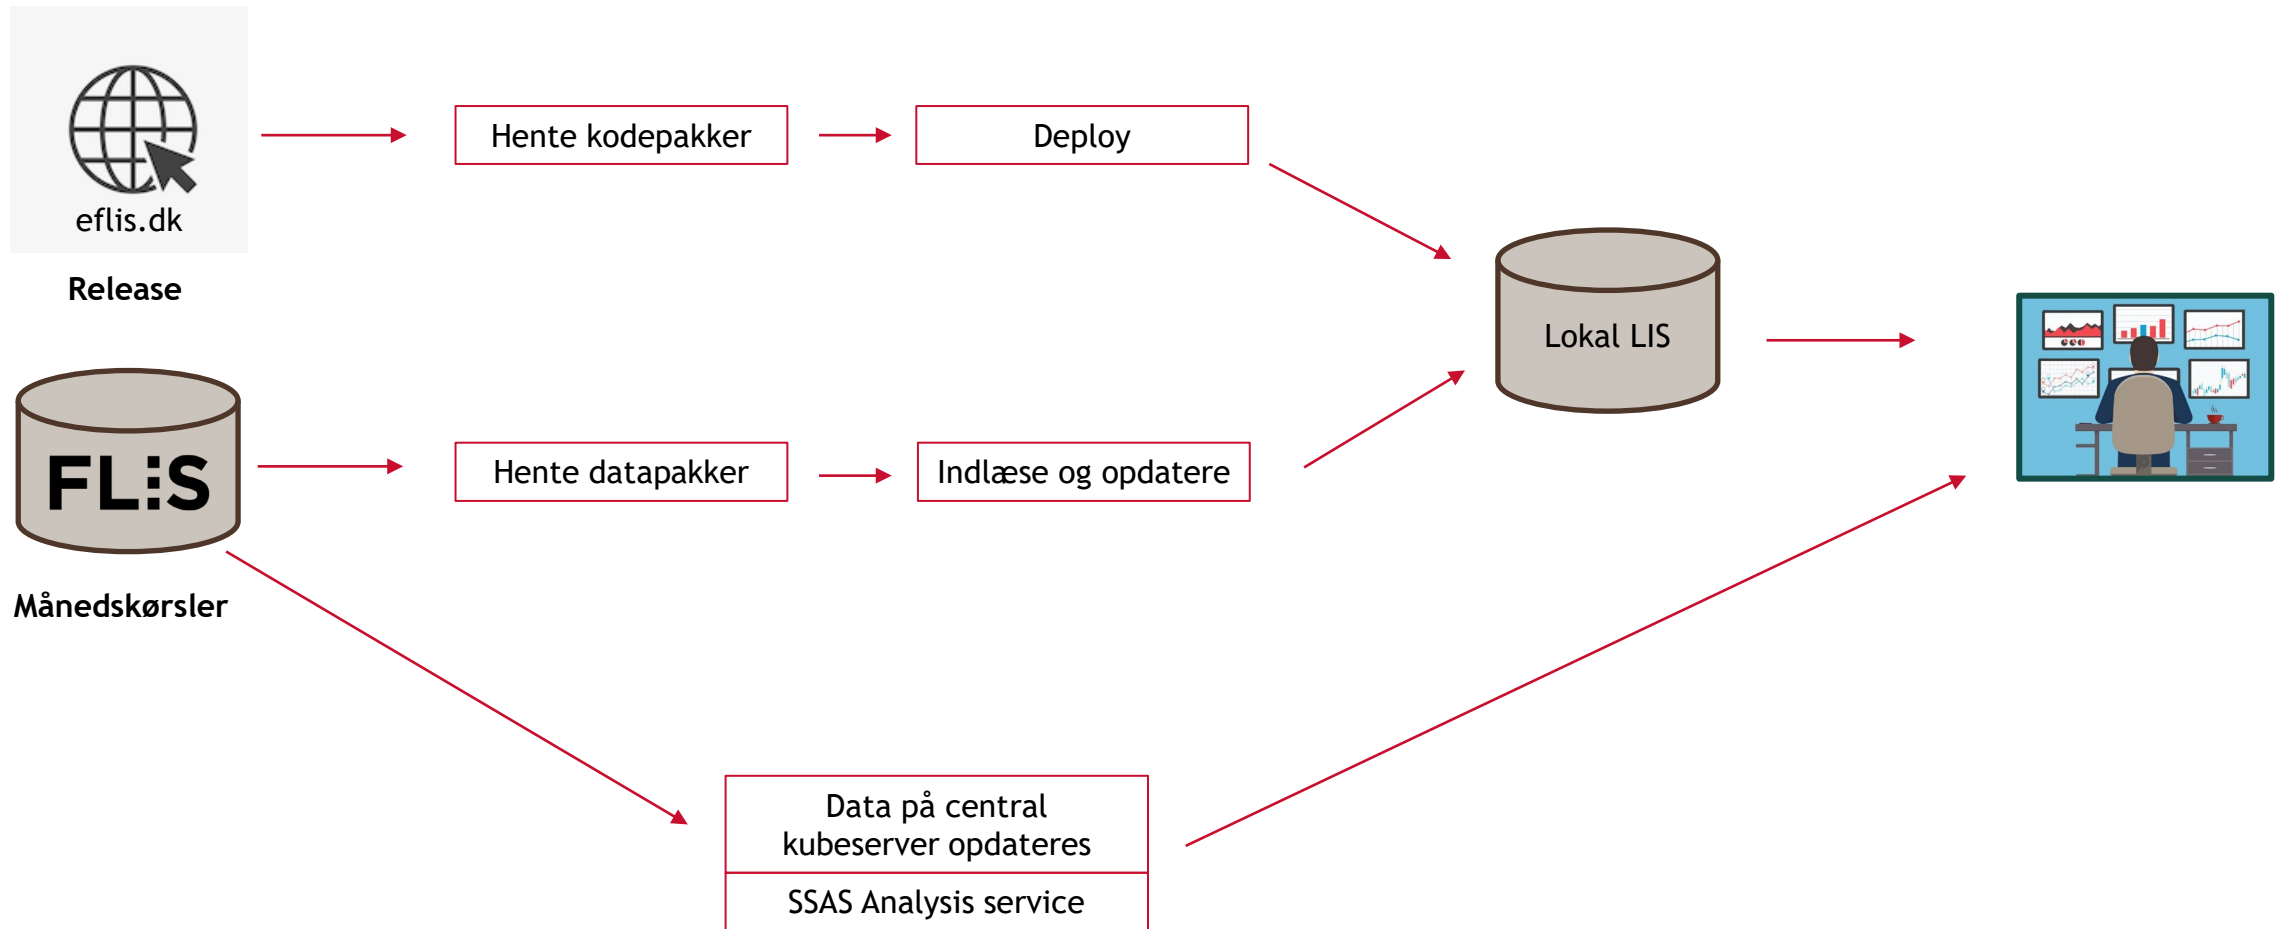 eflis.dk
Release
Hente kodepakker
Deploy
Lokal LIS
FLIS
Månedskørsler
Hente datapakker
Indlæse og opdatere
Data på central
kubeserver opdateres
SSAS Analysis service